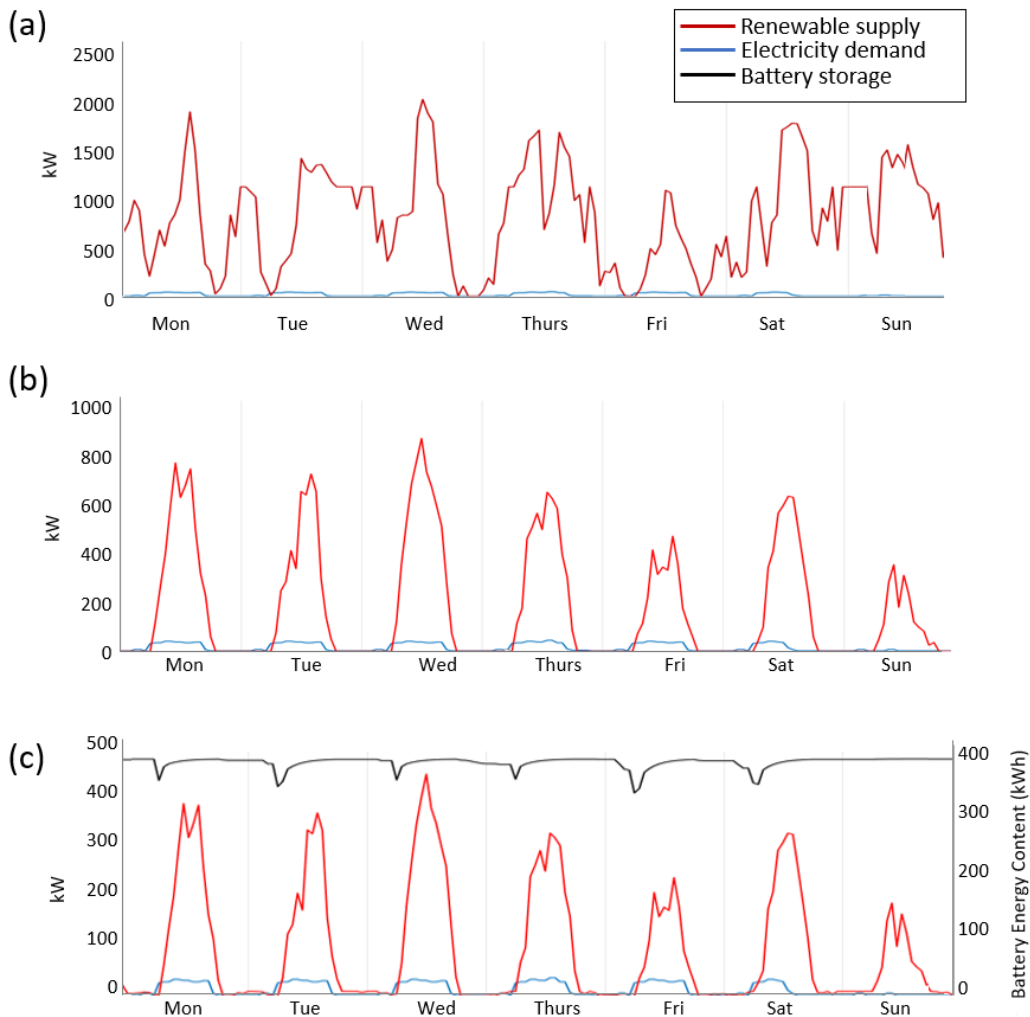 (a)
Renewable supply
Electricity demand
Battery storage
2500
2000
1500
1000
500
0
kW
Mon Tue Wed Thurs Fri Sat Sun
(b)
1000
800
600
400
200
0
kW
Mon Tue Wed Thurs Fri Sat Sun
(c)
500
400
300
200
100
0
kW
400
300
200
100
0
Battery Energy Content (kWh)
Mon Tue Wed Thurs Fri Sat Sun